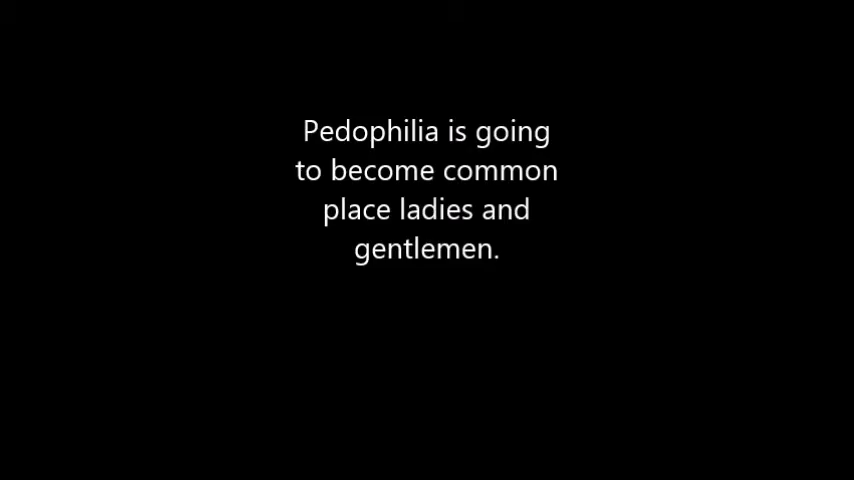 Pedophilia is going
to become common
place ladies and
gentlemen.